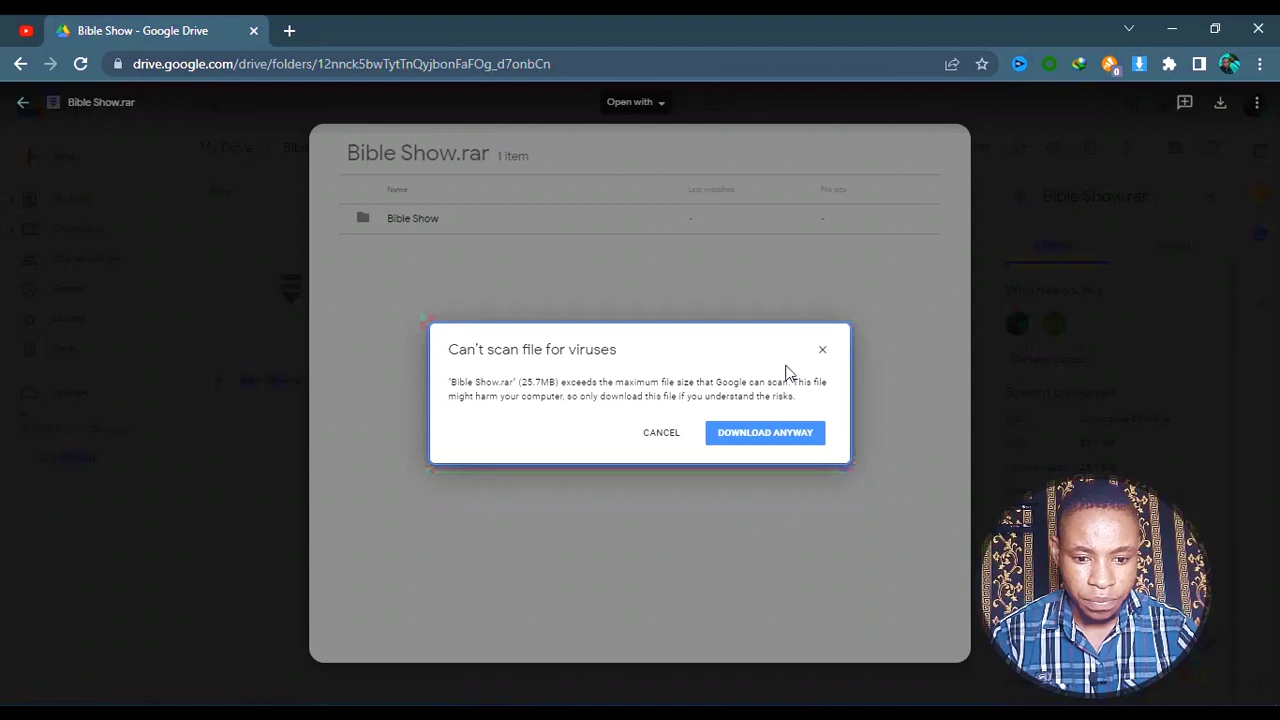 Bible Show - Google Drive
drive.google.com/drive/folders/12nnck5bwTytTnQyjbonFaFOg_d7onbCn
0
Bible Show.rar
Open with
My Drive
Bible Show.rar 1 item
Name Last modified File size
Bible Show - -
Bible Show.rar
Can't scan file for viruses
"Bible Show.rar" (25.7MB) exceeds the maximum file size that Google can scan. This file
might harm your computer, so only download this file if you understand the risks.
CANCEL DOWNLOAD ANYWAY